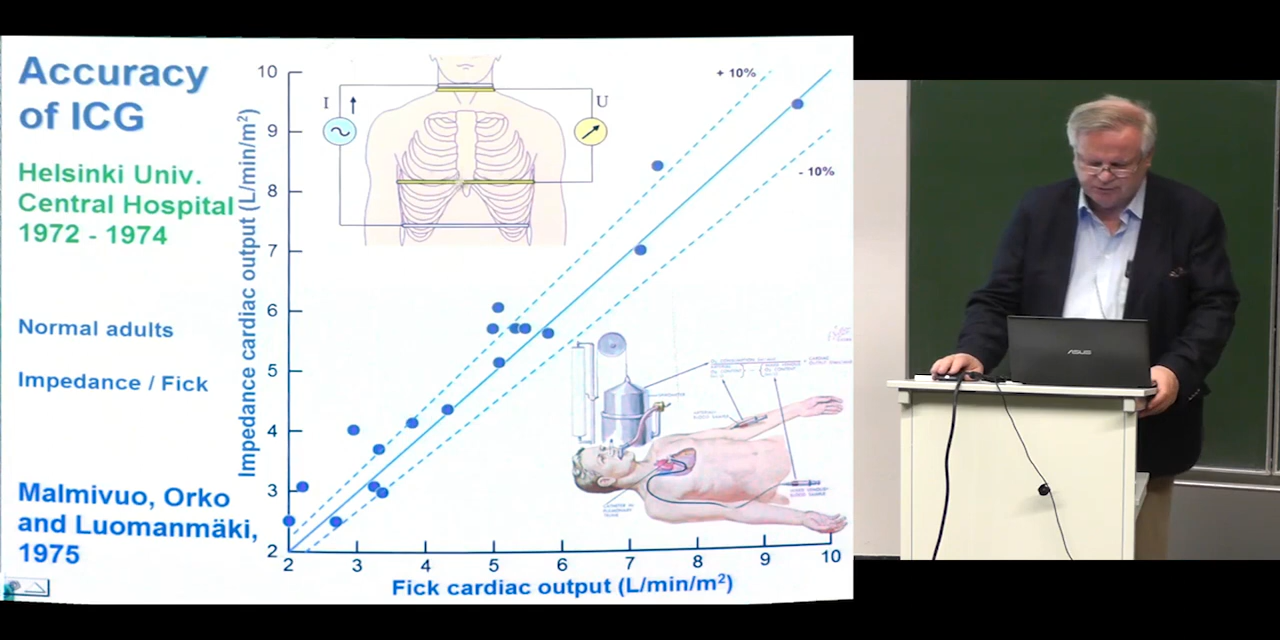 Accuracy
of ICG
Helsinki Univ.
Central Hospital
1972 - 1974
Normal adults
Impedance / Fick
Malmivuo, Orko
and Luomanmäki,
1975
Impedance cardiac output (L/min/m²)
10
9
8
7
6
5
4
3
2
I
U
+ 10%
- 10%
2 3 4 5 6 7 8 9 10
Fick cardiac output (L/min/m²)
ASUS